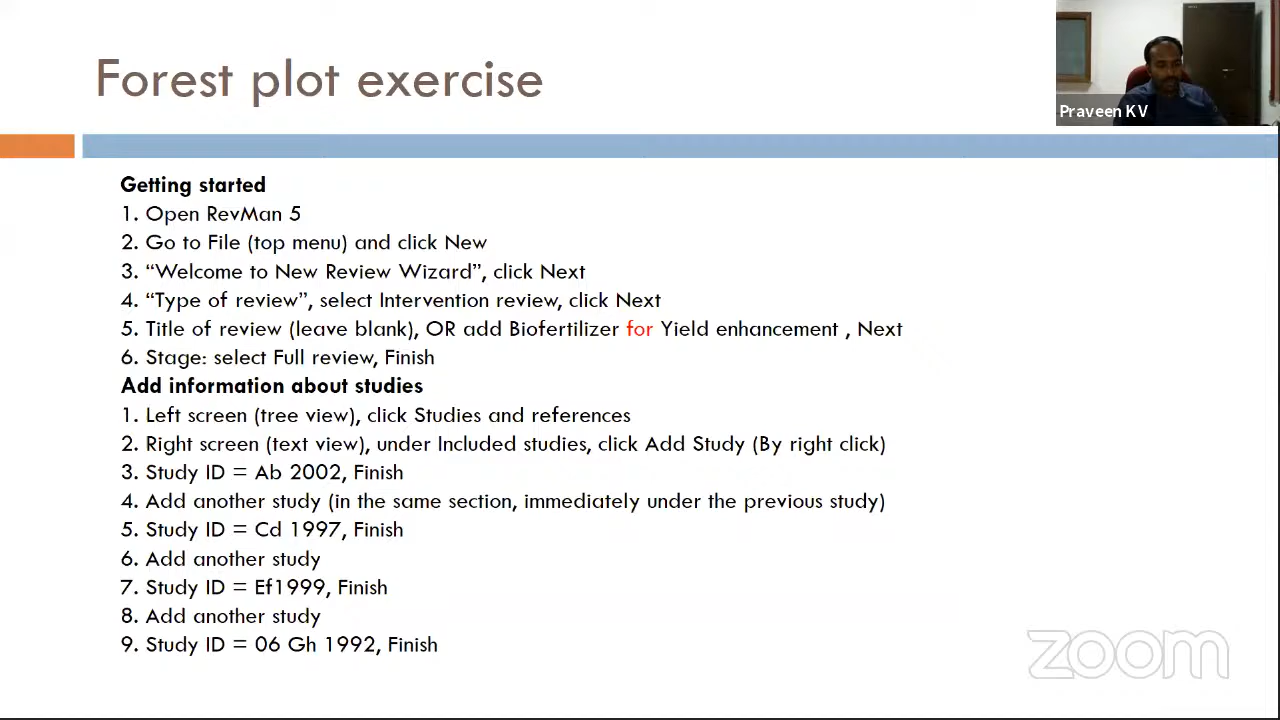 Forest plot exercise
Praveen KV
Getting started
1. Open RevMan 5
2. Go to File (top menu) and click New
3. “Welcome to New Review Wizard”, click Next
4. “Type of review”, select Intervention review, click Next
5. Title of review (leave blank), OR add Biofertilizer for Yield enhancement , Next
6. Stage: select Full review, Finish
Add information about studies
1. Left screen (tree view), click Studies and references
2. Right screen (text view), under Included studies, click Add Study (By right click)
3. Study ID = Ab 2002, Finish
4. Add another study (in the same section, immediately under the previous study)
5. Study ID = Cd 1997, Finish
6. Add another study
7. Study ID = Ef1999, Finish
8. Add another study
9. Study ID = 06 Gh 1992, Finish
zoom